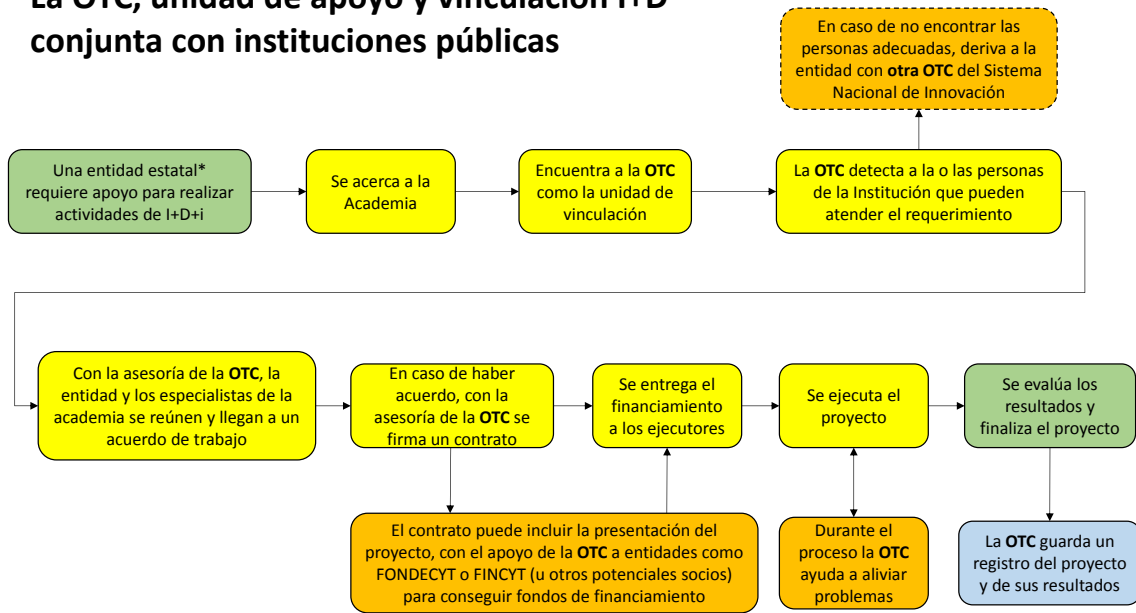 La OTC, unidad de apoyo y vinculación I+D
conjunta con instituciones públicas
En caso de no encontrar las
personas adecuadas, deriva a la
entidad con otra OTC del Sistema
Nacional de Innovación
Una entidad estatal*
requiere apoyo para realizar
actividades de I+D+i
Se acerca a la
Academia
Encuentra a la OTC
como la unidad de
vinculación
La OTC detecta a la o las personas
de la Institución que pueden
atender el requerimiento
Con la asesoría de la OTC, la
entidad y los especialistas de la
academia se reúnen y llegan a un
acuerdo de trabajo
En caso de haber
acuerdo, con la
asesoría de la OTC se
firma un contrato
Se entrega el
financiamiento
a los ejecutores
Se ejecuta el
proyecto
Se evalúa los
resultados y
finaliza el proyecto
El contrato puede incluir la presentación del
proyecto, con el apoyo de la OTC a entidades como
FONDECYT o FINCYT (u otros potenciales socios)
para conseguir fondos de financiamiento
Durante el
proceso la OTC
ayuda a aliviar
problemas
La OTC guarda un
registro del proyecto
y de sus resultados